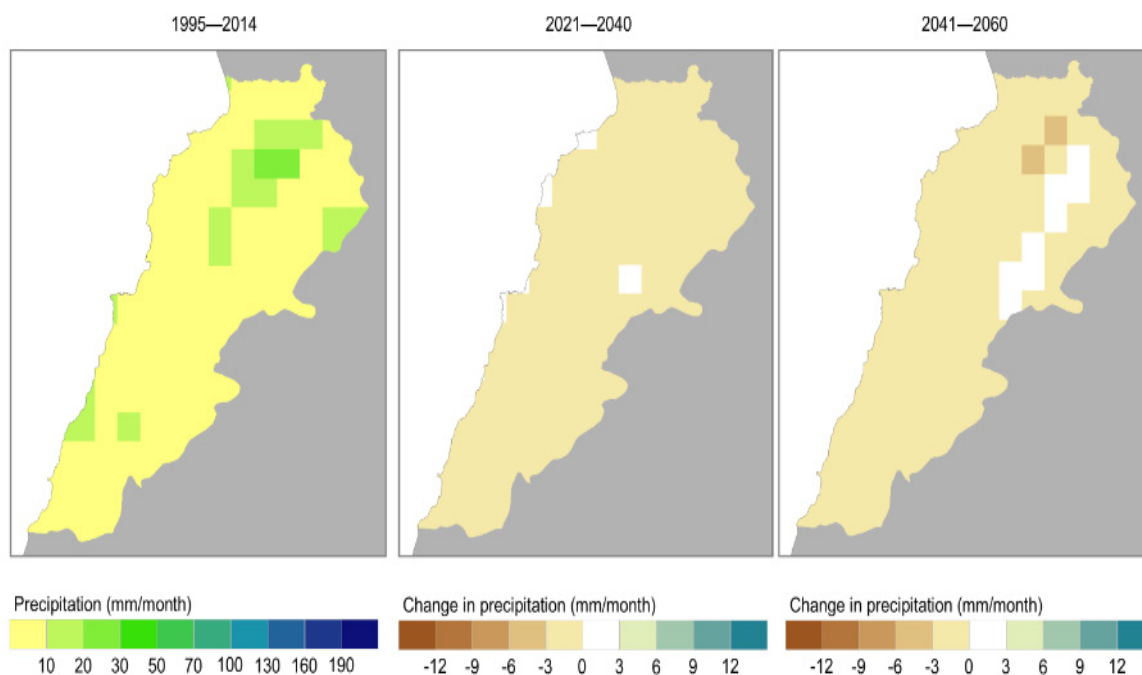 1995—2014
2021—2040
2041—2060
Precipitation (mm/month)
10 20 30 50 70 100 130 160 190
Change in precipitation (mm/month)
-12 -9 -6 -3 0 3 6 9 12
Change in precipitation (mm/month)
-12 -9 -6 -3 0 3 6 9 12